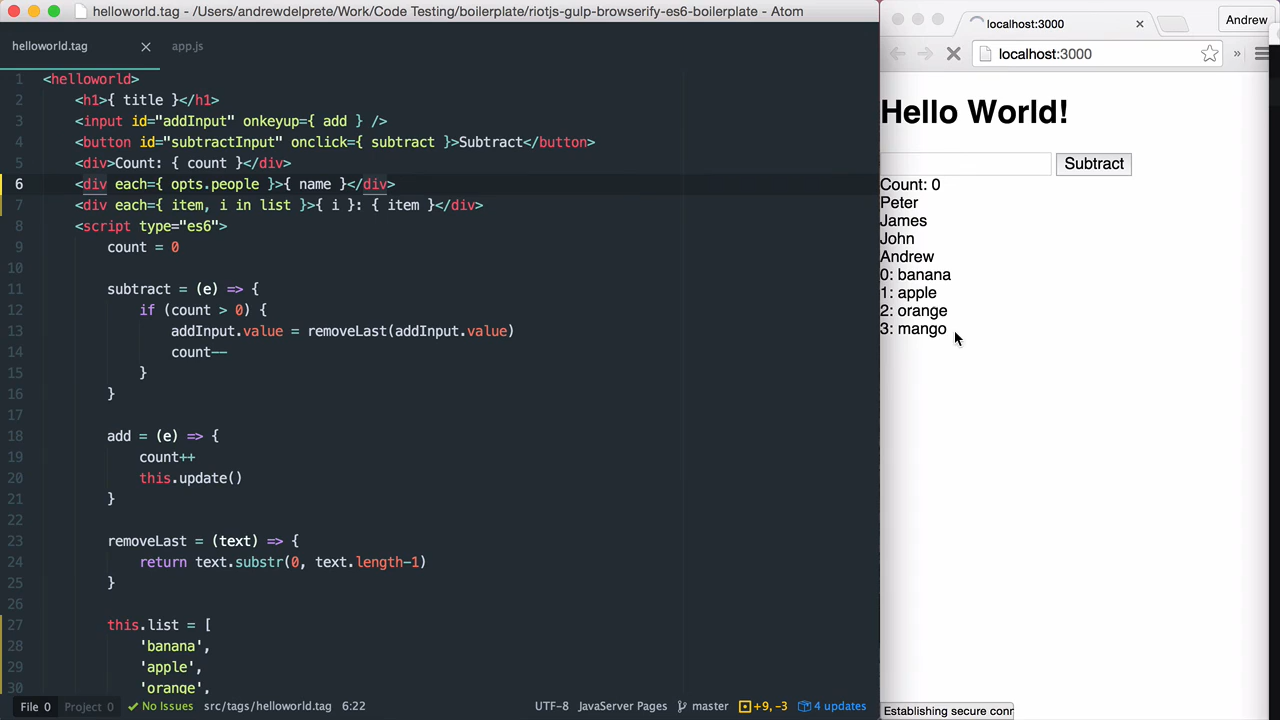 helloworld.tag - /Users/andrewdelprete/Work/Code Testing/boilerplate/riotjs-gulp-browserify-es6-boilerplate - Atom
helloworld.tag
app.js
1 <helloworld>
2 <h1>{ title }</h1>
3 <input id="addInput" onkeyup={ add } />
4 <button id="subtractInput" onclick={ subtract }>Subtract</button>
5 <div>Count: { count }</div>
6 <div each={ opts.people }>{ name }</div>
7 <div each={ item, i in list }>{ i }: { item }</div>
8 <script type="es6">
9 count = 0
10
11 subtract = (e) => {
12 if (count > 0) {
13 addInput.value = removeLast(addInput.value)
14 count--
15 }
16 }
17
18 add = (e) => {
19 count++
20 this.update()
21 }
22
23 removeLast = (text) => {
24 return text.substr(0, text.length-1)
25 }
26
27 this.list = [
28 'banana',
29 'apple',
30 'orange',
File 0 Project 0 No Issues src/tags/helloworld.tag 6:22 UTF-8 JavaServer Pages master +9, -3 4 updates
localhost:3000
Andrew
localhost:3000
»
Hello World!
Subtract
Count: 0
Peter
James
John
Andrew
0: banana
1: apple
2: orange
3: mango
Establishing secure conr